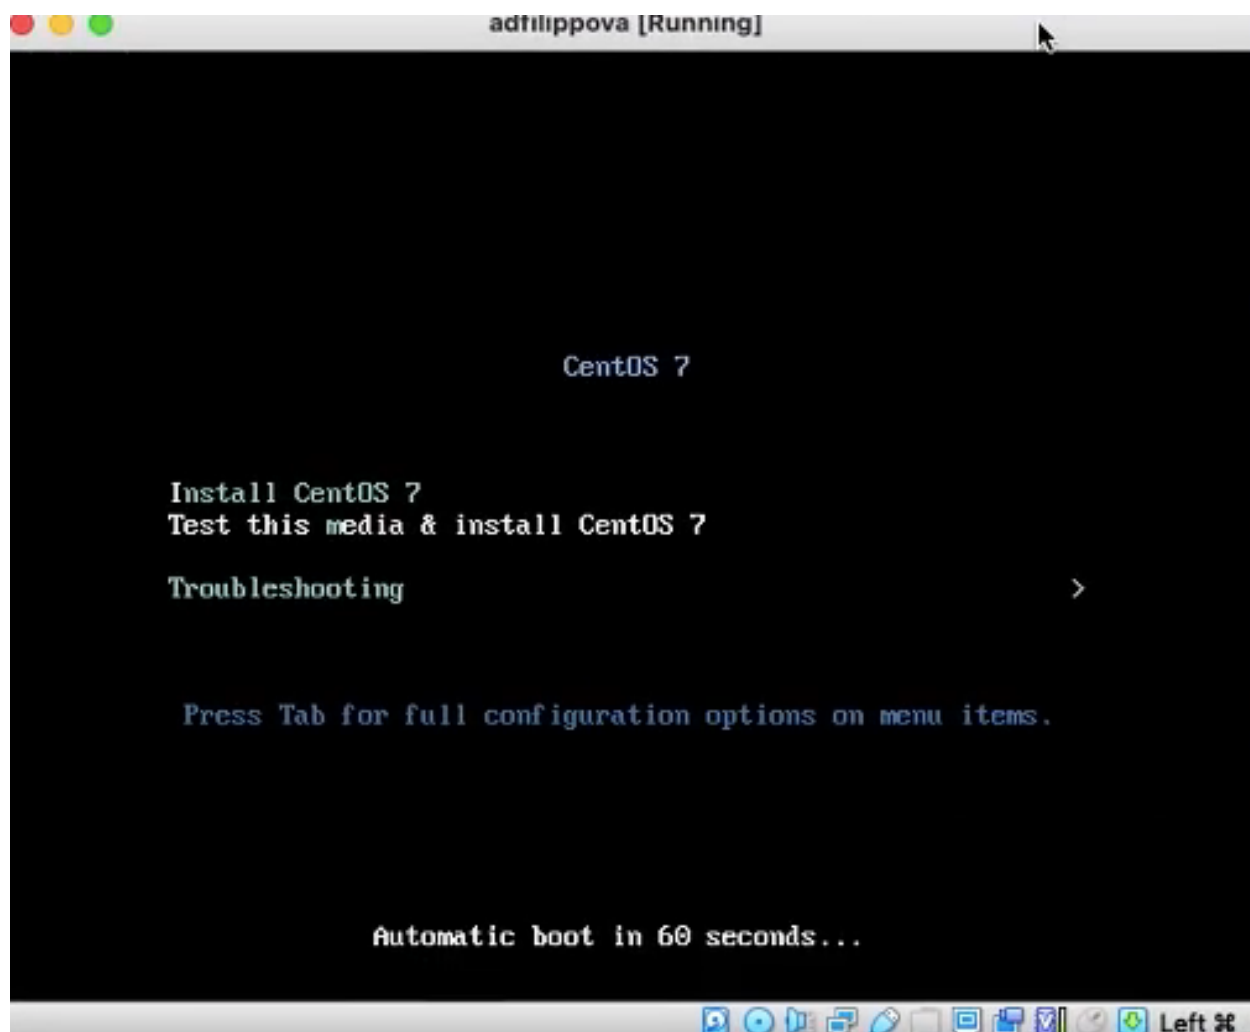 adfilippova [Running]
CentOS 7
Install CentOS 7
Test this media & install CentOS 7
Troubleshooting >
Press Tab for full configuration options on menu items.
Automatic boot in 60 seconds...
Left ⌘